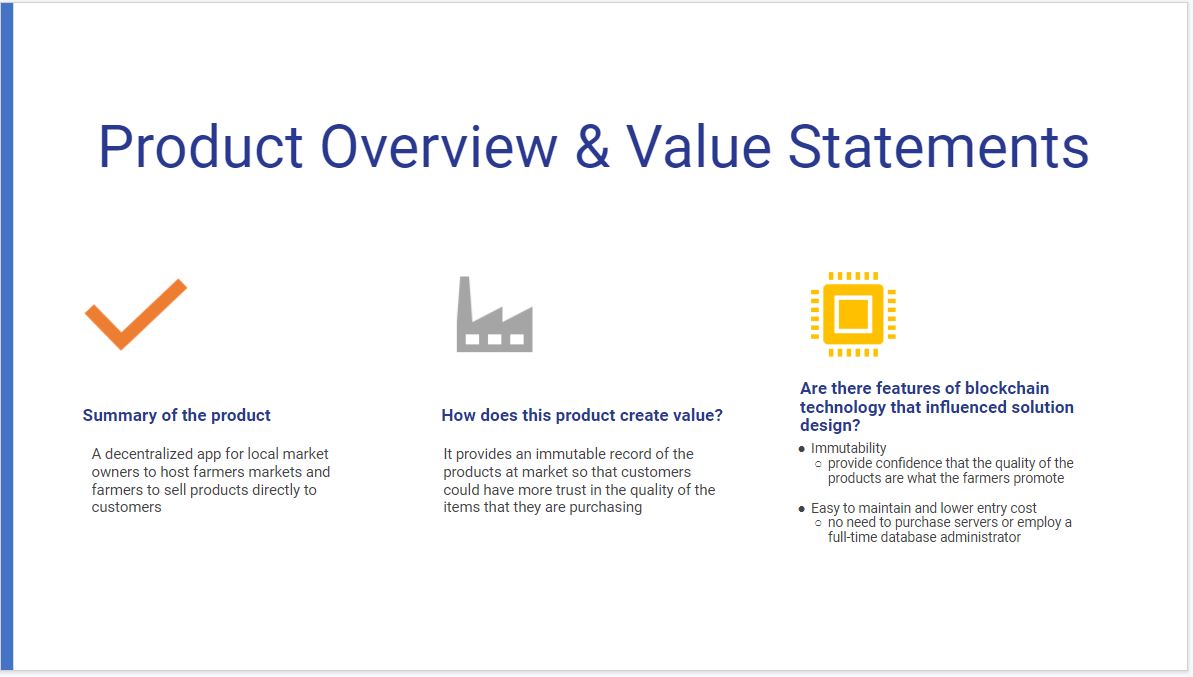 Product Overview & Value Statements
Summary of the product
A decentralized app for local market
owners to host farmers markets and
farmers to sell products directly to
customers
How does this product create value?
It provides an immutable record of the
products at market so that customers
could have more trust in the quality of the
items that they are purchasing
Are there features of blockchain
technology that influenced solution
design?
● Immutability
○ provide confidence that the quality of the
products are what the farmers promote
● Easy to maintain and lower entry cost
○ no need to purchase servers or employ a
full-time database administrator